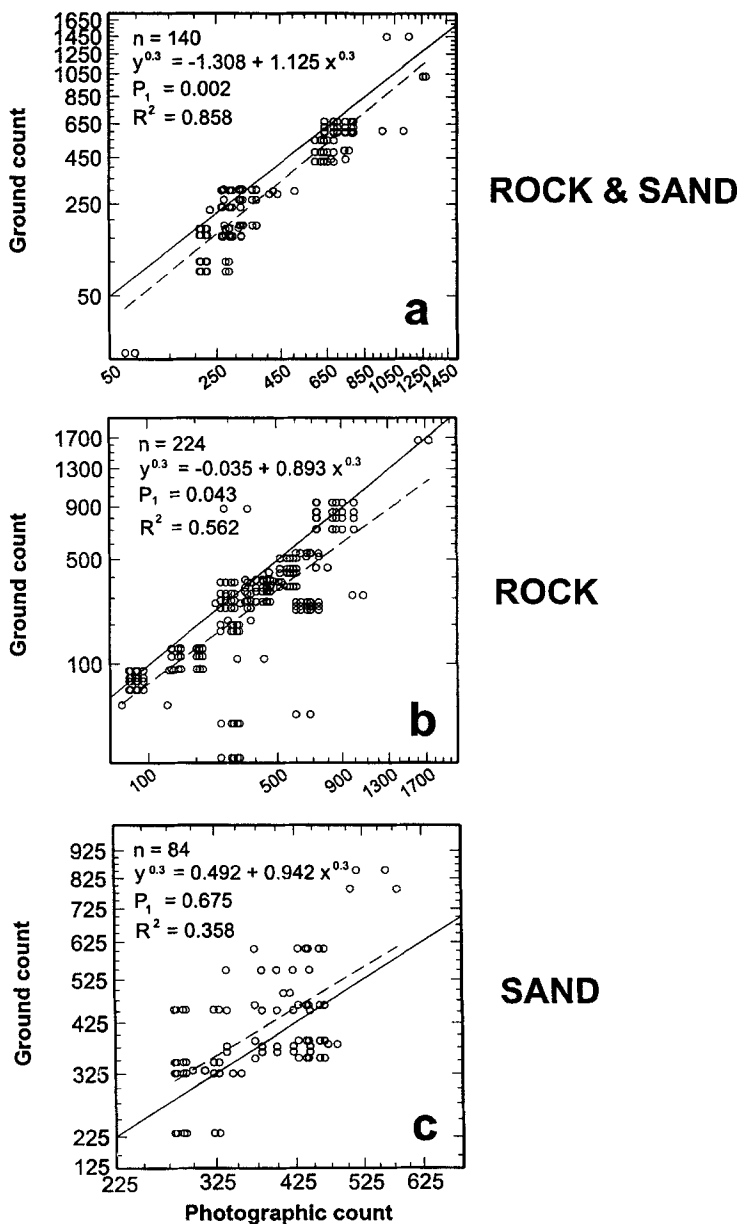 1650
1450
1250
1050
850
650
450
250
50
Ground count
n = 140
y^0.3 = -1.308 + 1.125 x^0.3
P₁ = 0.002
R² = 0.858
a
50 250 450 650 850 1050 1250 1450
ROCK & SAND
1700
1300
900
500
100
Ground count
n = 224
y^0.3 = -0.035 + 0.893 x^0.3
P₁ = 0.043
R² = 0.562
b
100 500 900 1300 1700
ROCK
925
825
725
625
525
425
325
225
125
Ground count
n = 84
y^0.3 = 0.492 + 0.942 x^0.3
P₁ = 0.675
R² = 0.358
c
225 325 425 625
Photographic count
SAND